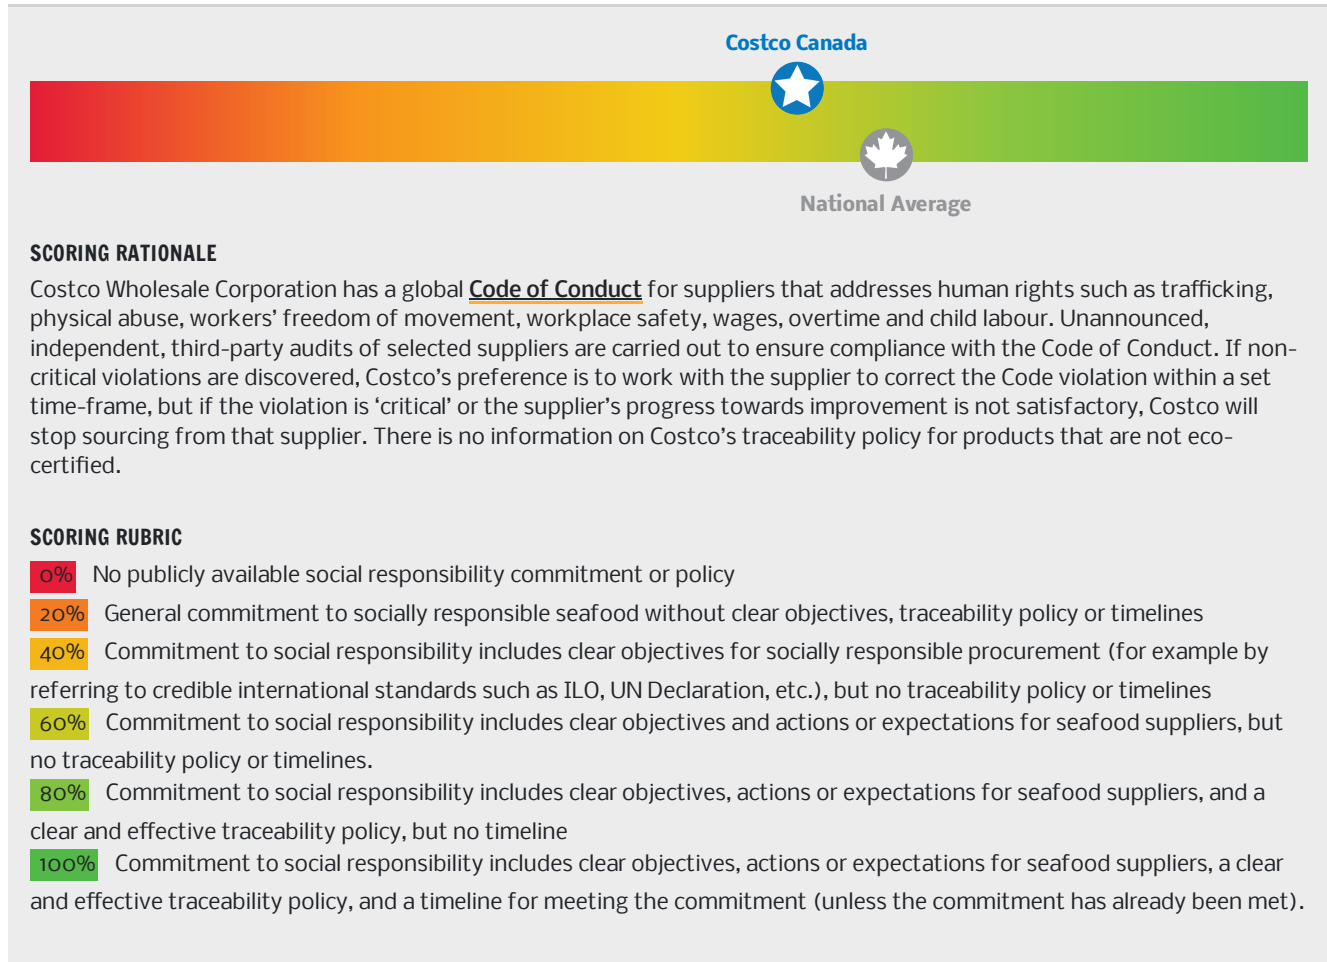 Costco Canada
National Average
SCORING RATIONALE
Costco Wholesale Corporation has a global Code of Conduct for suppliers that addresses human rights such as trafficking,
physical abuse, workers’ freedom of movement, workplace safety, wages, overtime and child labour. Unannounced,
independent, third-party audits of selected suppliers are carried out to ensure compliance with the Code of Conduct. If non-
critical violations are discovered, Costco’s preference is to work with the supplier to correct the Code violation within a set
time-frame, but if the violation is ‘critical’ or the supplier’s progress towards improvement is not satisfactory, Costco will
stop sourcing from that supplier. There is no information on Costco’s traceability policy for products that are not eco-
certified.
SCORING RUBRIC
0% No publicly available social responsibility commitment or policy
20% General commitment to socially responsible seafood without clear objectives, traceability policy or timelines
40% Commitment to social responsibility includes clear objectives for socially responsible procurement (for example by
referring to credible international standards such as ILO, UN Declaration, etc.), but no traceability policy or timelines
60% Commitment to social responsibility includes clear objectives and actions or expectations for seafood suppliers, but
no traceability policy or timelines.
80% Commitment to social responsibility includes clear objectives, actions or expectations for seafood suppliers, and a
clear and effective traceability policy, but no timeline
100% Commitment to social responsibility includes clear objectives, actions or expectations for seafood suppliers, a clear
and effective traceability policy, and a timeline for meeting the commitment (unless the commitment has already been met).